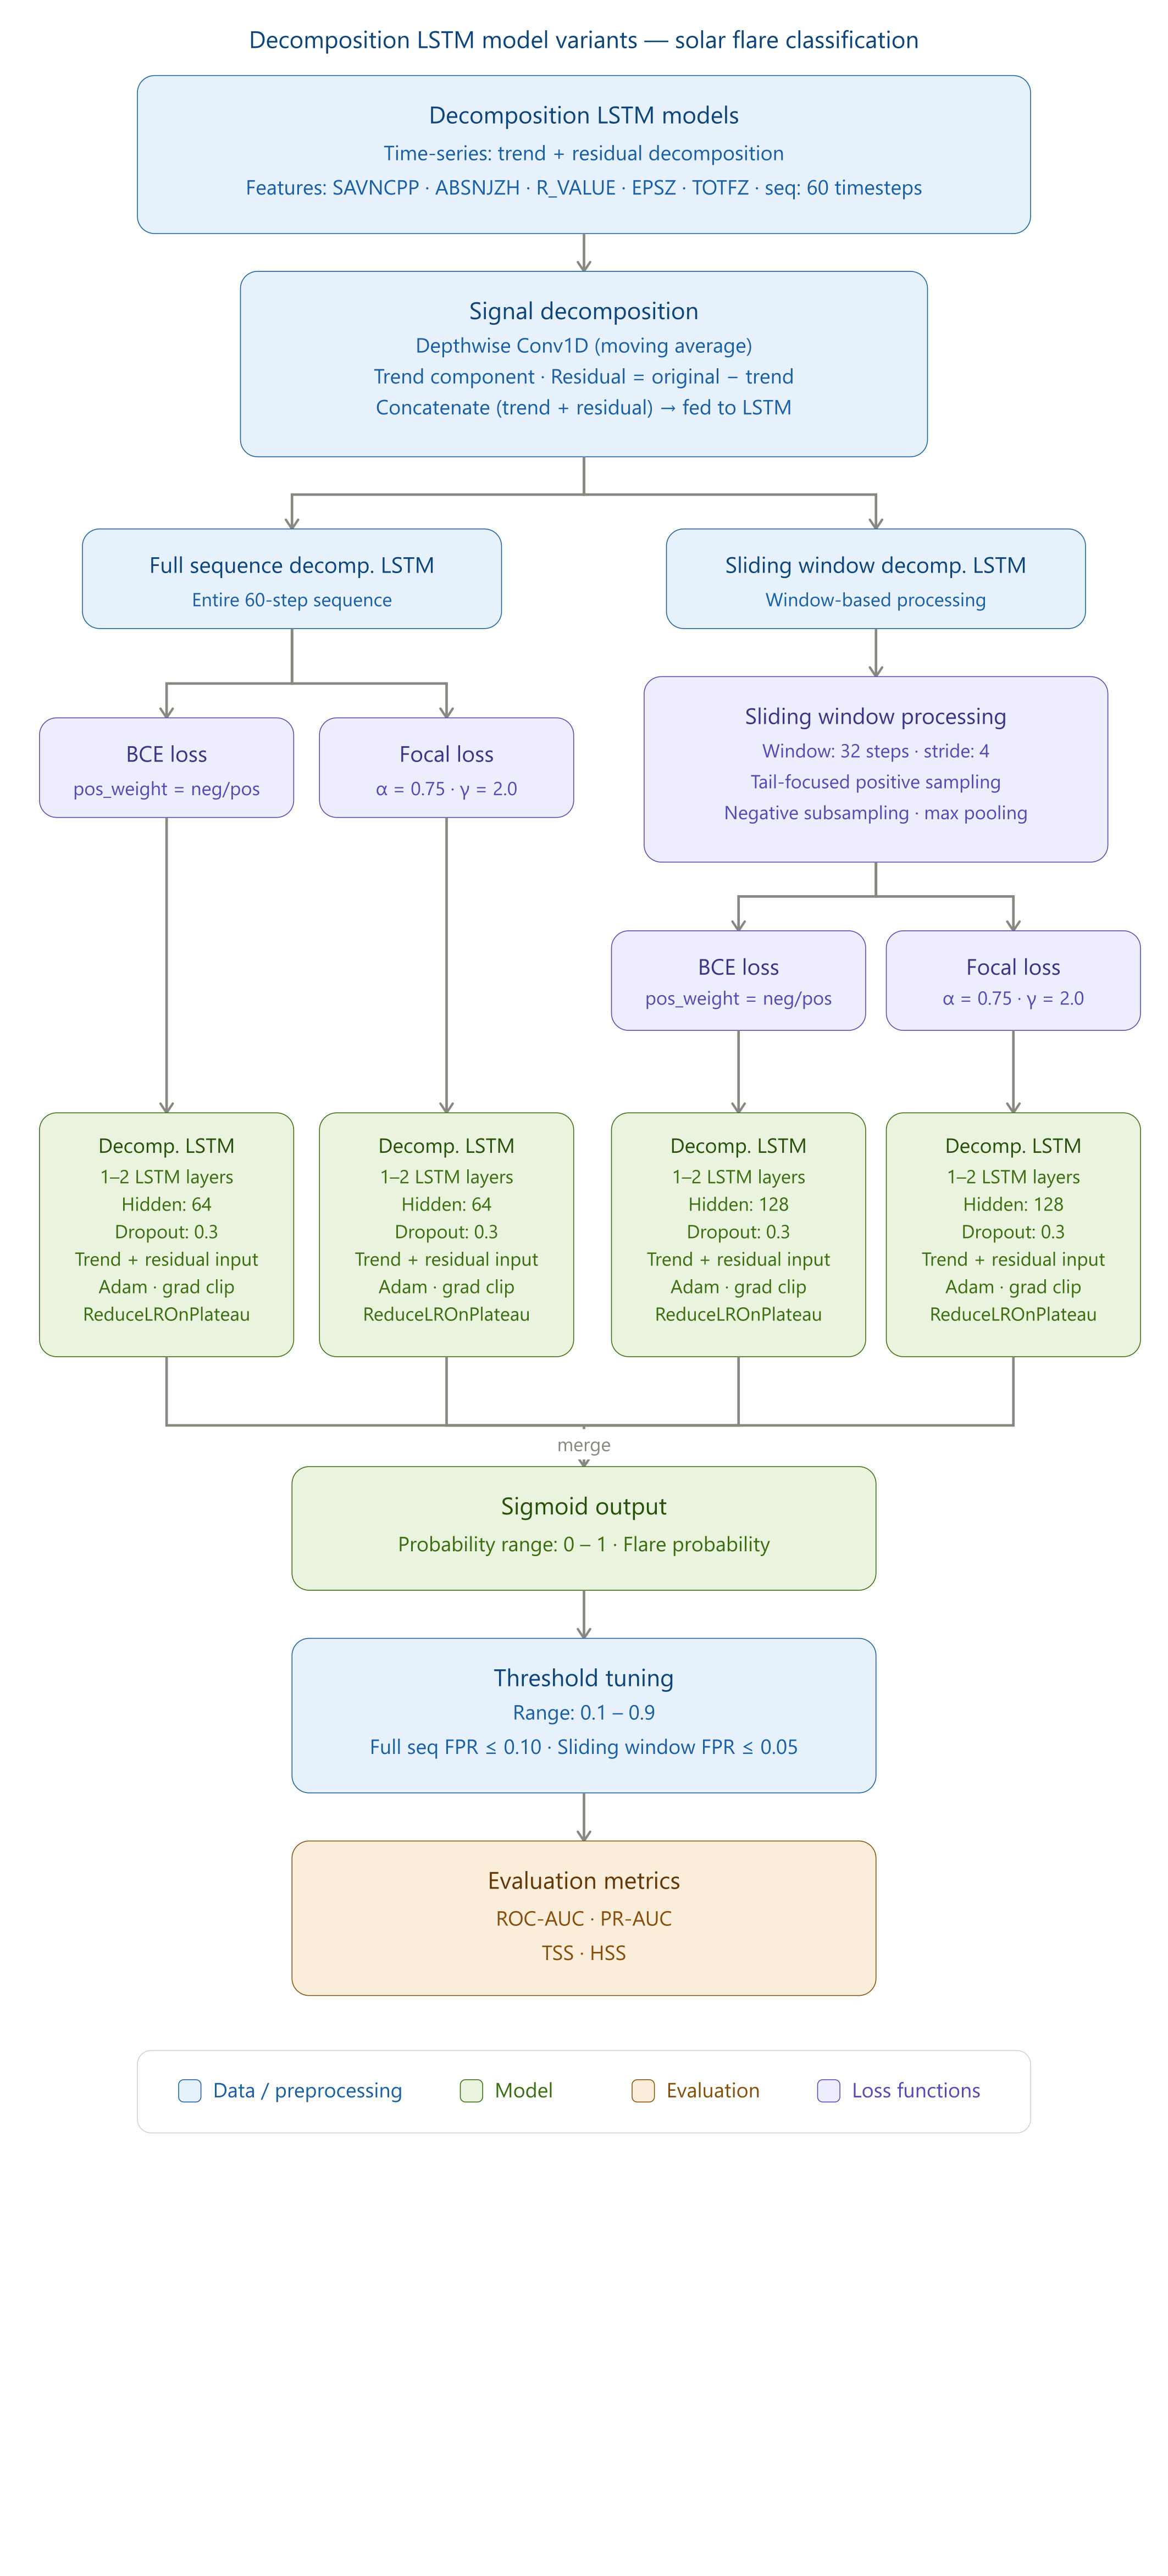 Decomposition LSTM model variants — solar flare classification
Decomposition LSTM models
Time-series: trend + residual decomposition
Features: SAVNCPP · ABSNJZH · R_VALUE · EPSZ · TOTFZ · seq: 60 timesteps
Signal decomposition
Depthwise Conv1D (moving average)
Trend component · Residual = original − trend
Concatenate (trend + residual) → fed to LSTM
Full sequence decomp. LSTM
Entire 60-step sequence
Sliding window decomp. LSTM
Window-based processing
BCE loss
pos_weight = neg/pos
Focal loss
α = 0.75 · γ = 2.0
Sliding window processing
Window: 32 steps · stride: 4
Tail-focused positive sampling
Negative subsampling · max pooling
BCE loss
pos_weight = neg/pos
Focal loss
α = 0.75 · γ = 2.0
Decomp. LSTM
1–2 LSTM layers
Hidden: 64
Dropout: 0.3
Trend + residual input
Adam · grad clip
ReduceLROnPlateau
Decomp. LSTM
1–2 LSTM layers
Hidden: 64
Dropout: 0.3
Trend + residual input
Adam · grad clip
ReduceLROnPlateau
Decomp. LSTM
1–2 LSTM layers
Hidden: 128
Dropout: 0.3
Trend + residual input
Adam · grad clip
ReduceLROnPlateau
Decomp. LSTM
1–2 LSTM layers
Hidden: 128
Dropout: 0.3
Trend + residual input
Adam · grad clip
ReduceLROnPlateau
merge
Sigmoid output
Probability range: 0 – 1 · Flare probability
Threshold tuning
Range: 0.1 – 0.9
Full seq FPR ≤ 0.10 · Sliding window FPR ≤ 0.05
Evaluation metrics
ROC-AUC · PR-AUC
TSS · HSS
Data / preprocessing
Model
Evaluation
Loss functions